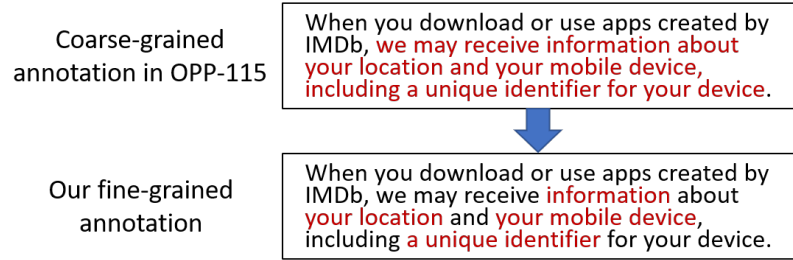 Coarse-grained
annotation in OPP-115
When you download or use apps created by
IMDb, we may receive information about
your location and your mobile device,
including a unique identifier for your device.
Our fine-grained
annotation
When you download or use apps created by
IMDb, we may receive information about
your location and your mobile device,
including a unique identifier for your device.